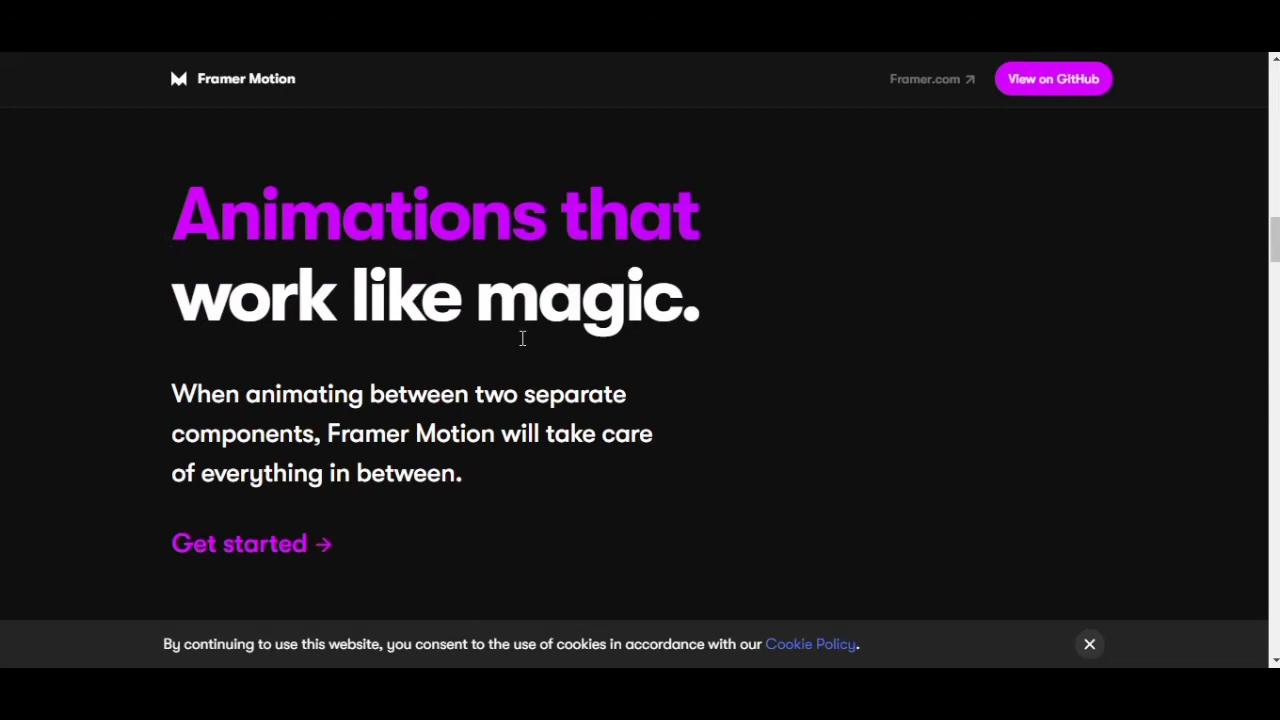 Framer Motion
Framer.com ↗
View on GitHub
Animations that
work like magic.
When animating between two separate
components, Framer Motion will take care
of everything in between.
Get started →
By continuing to use this website, you consent to the use of cookies in accordance with our Cookie Policy.